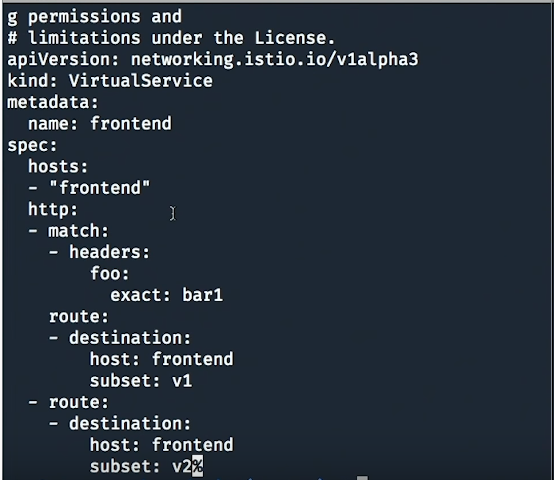 g permissions and
# limitations under the License.
apiVersion: networking.istio.io/v1alpha3
kind: VirtualService
metadata:
  name: frontend
spec:
  hosts:
  - "frontend"
  http:
  - match:
    - headers:
        foo:
          exact: bar1
    route:
    - destination:
        host: frontend
        subset: v1
  - route:
    - destination:
        host: frontend
        subset: v2%